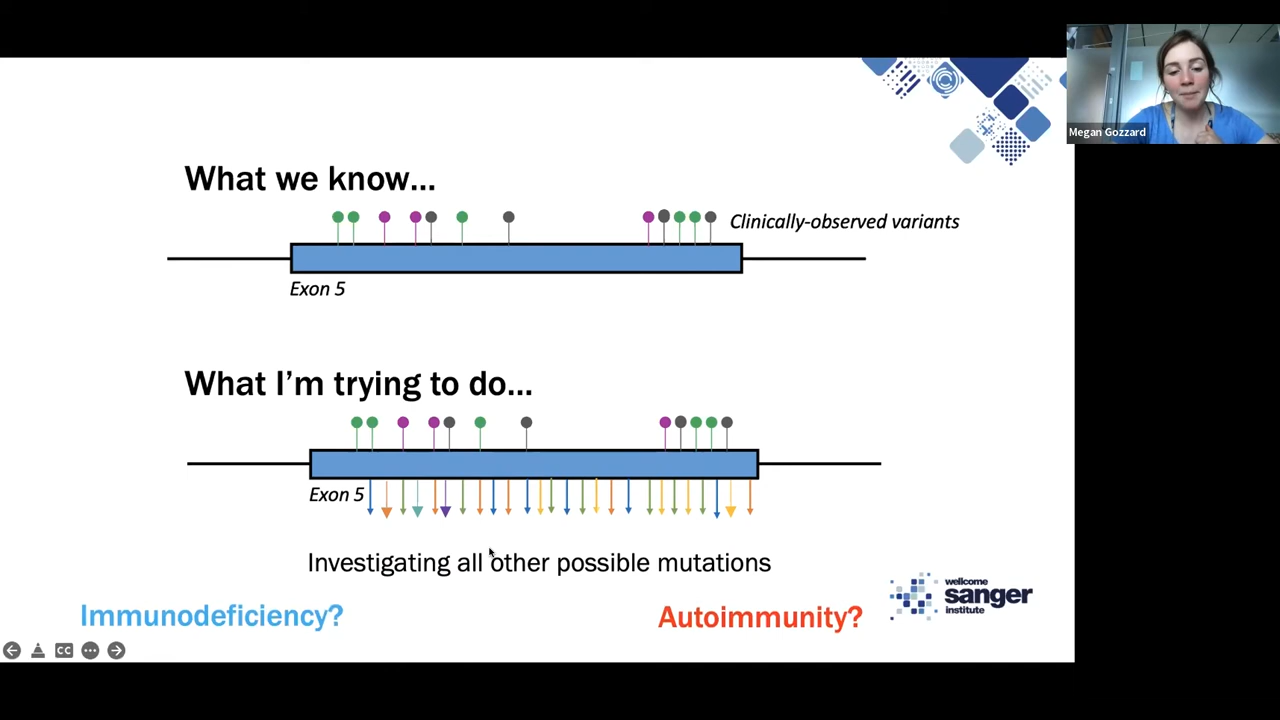 Megan Gozzard
What we know...
Clinically-observed variants
Exon 5
What I'm trying to do...
Exon 5
Investigating all other possible mutations
wellcome
sanger
institute
Immunodeficiency?
Autoimmunity?
CC